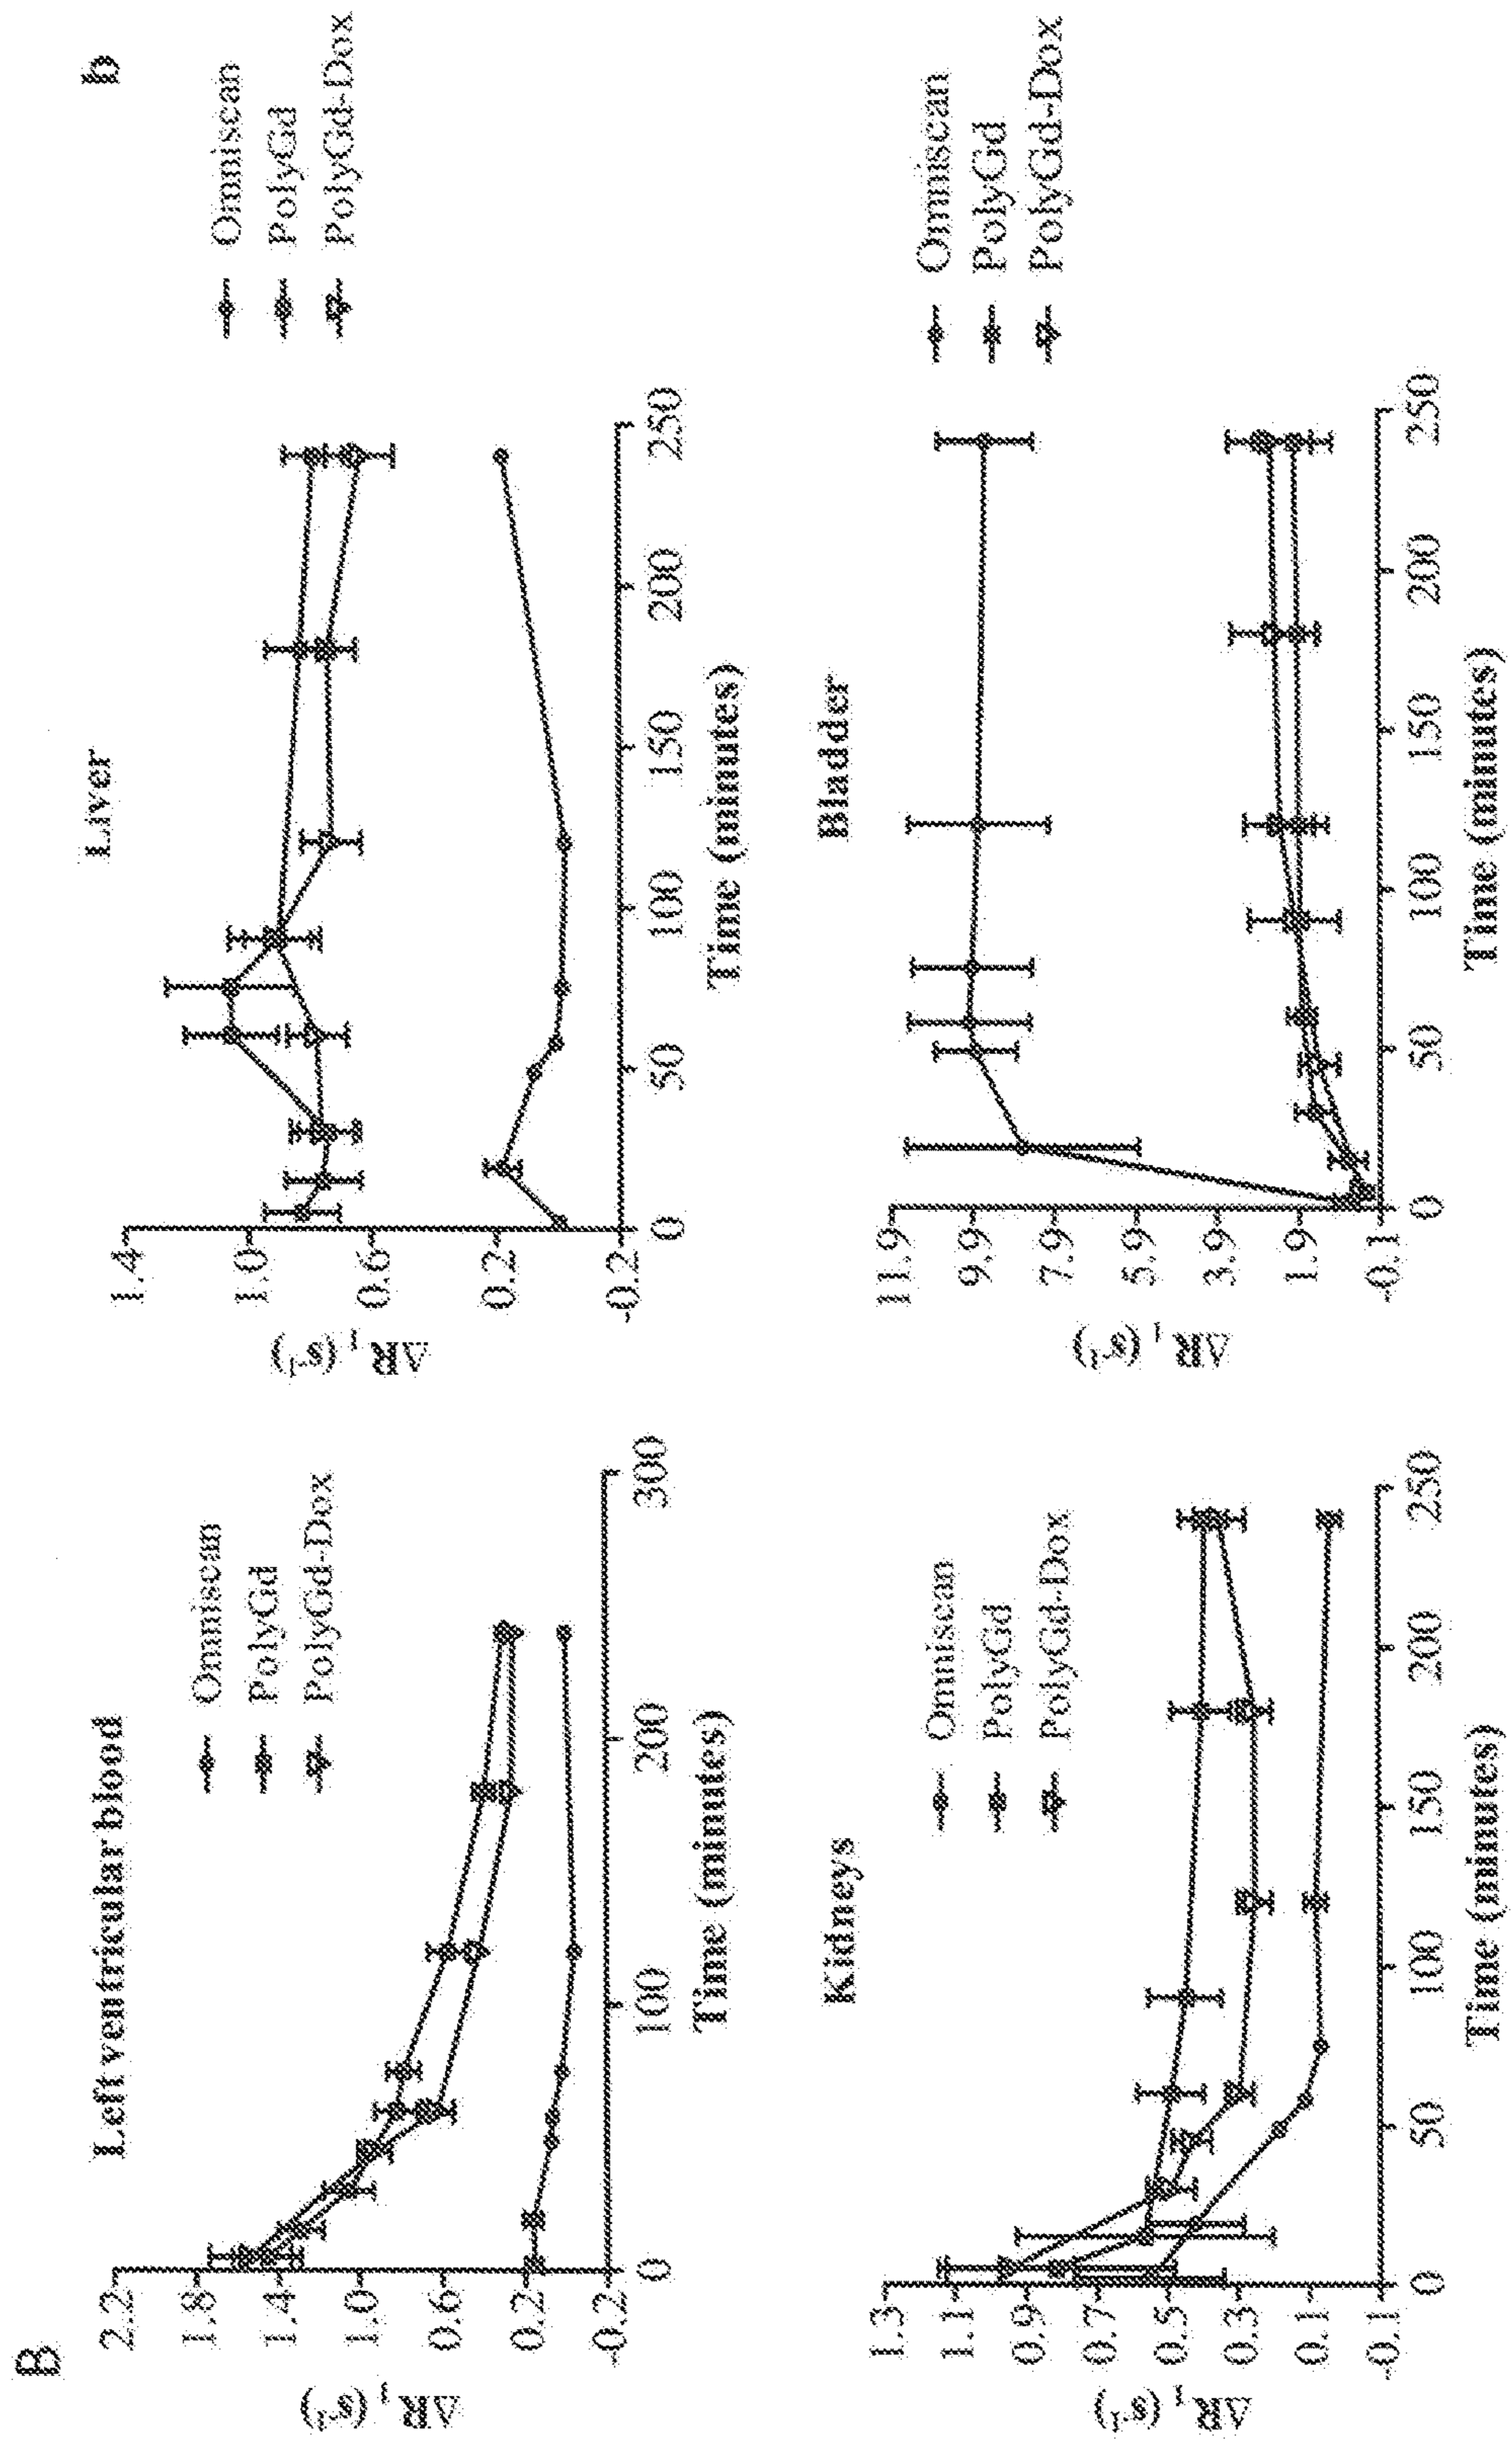 B
b
Left ventricular blood
ΔR1 (s-1)
2.2
1.8
1.4
1.0
0.6
0.2
-0.2
0
100
200
300
Time (minutes)
Omniscan
PolyGd
PolyGd-Dox
Liver
ΔR1 (s-1)
1.4
1.0
0.6
0.2
-0.2
0
50
100
150
200
250
Time (minutes)
Omniscan
PolyGd
PolyGd-Dox
Kidneys
ΔR1 (s-1)
1.3
1.1
0.9
0.7
0.5
0.3
0.1
-0.1
0
50
100
150
200
250
Time (minutes)
Omniscan
PolyGd
PolyGd-Dox
Bladder
ΔR1 (s-1)
11.9
9.9
7.9
5.9
3.9
1.9
-0.1
0
50
100
150
200
250
Time (minutes)
Omniscan
PolyGd
PolyGd-Dox